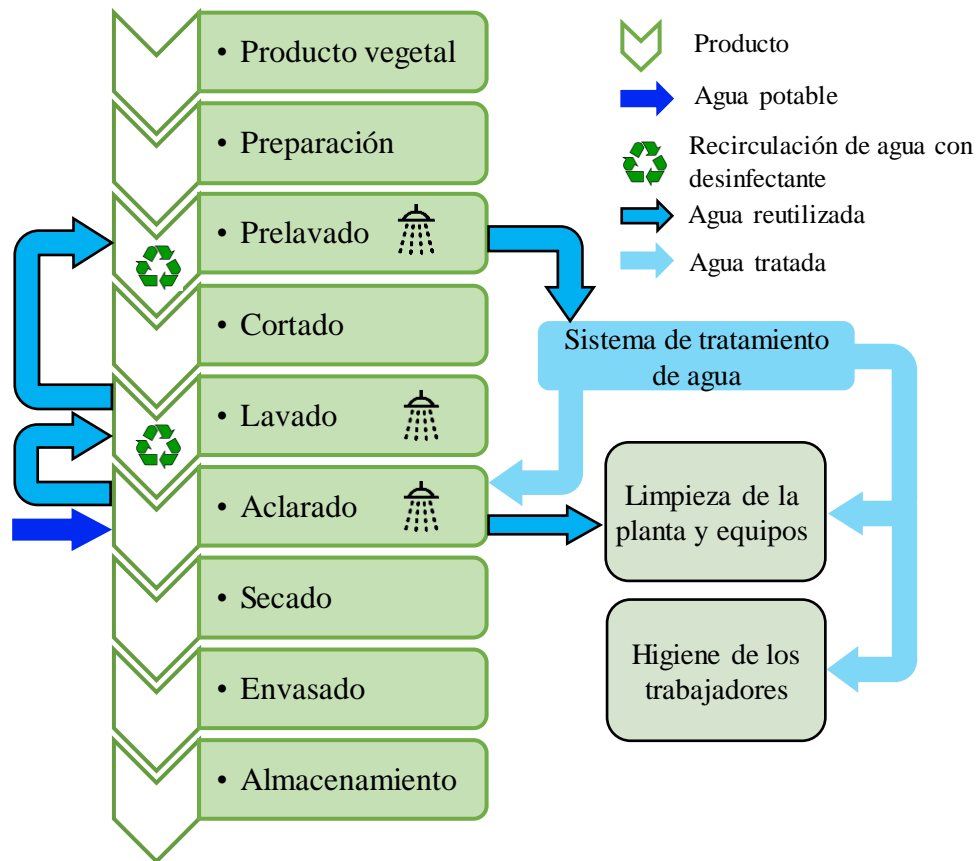 • Producto vegetal
• Preparación
• Prelavado
• Cortado
• Lavado
• Aclarado
• Secado
• Envasado
• Almacenamiento
Producto
Agua potable
Recirculación de agua con
desinfectante
Agua reutilizada
Agua tratada
Sistema de tratamiento
de agua
Limpieza de la
planta y equipos
Higiene de los
trabajadores